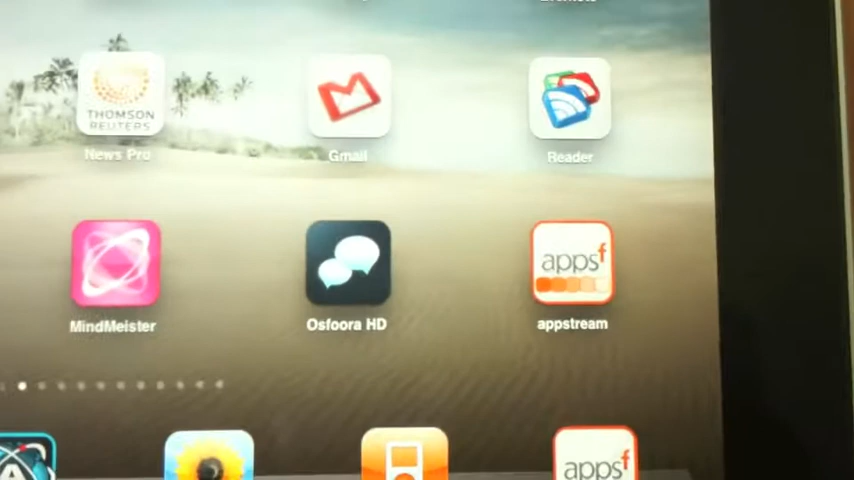 THOMSON
REUTERS
News Pro
Gmail
Reader
appsf
MindMeister
Osfoora HD
appstream
A
appsf